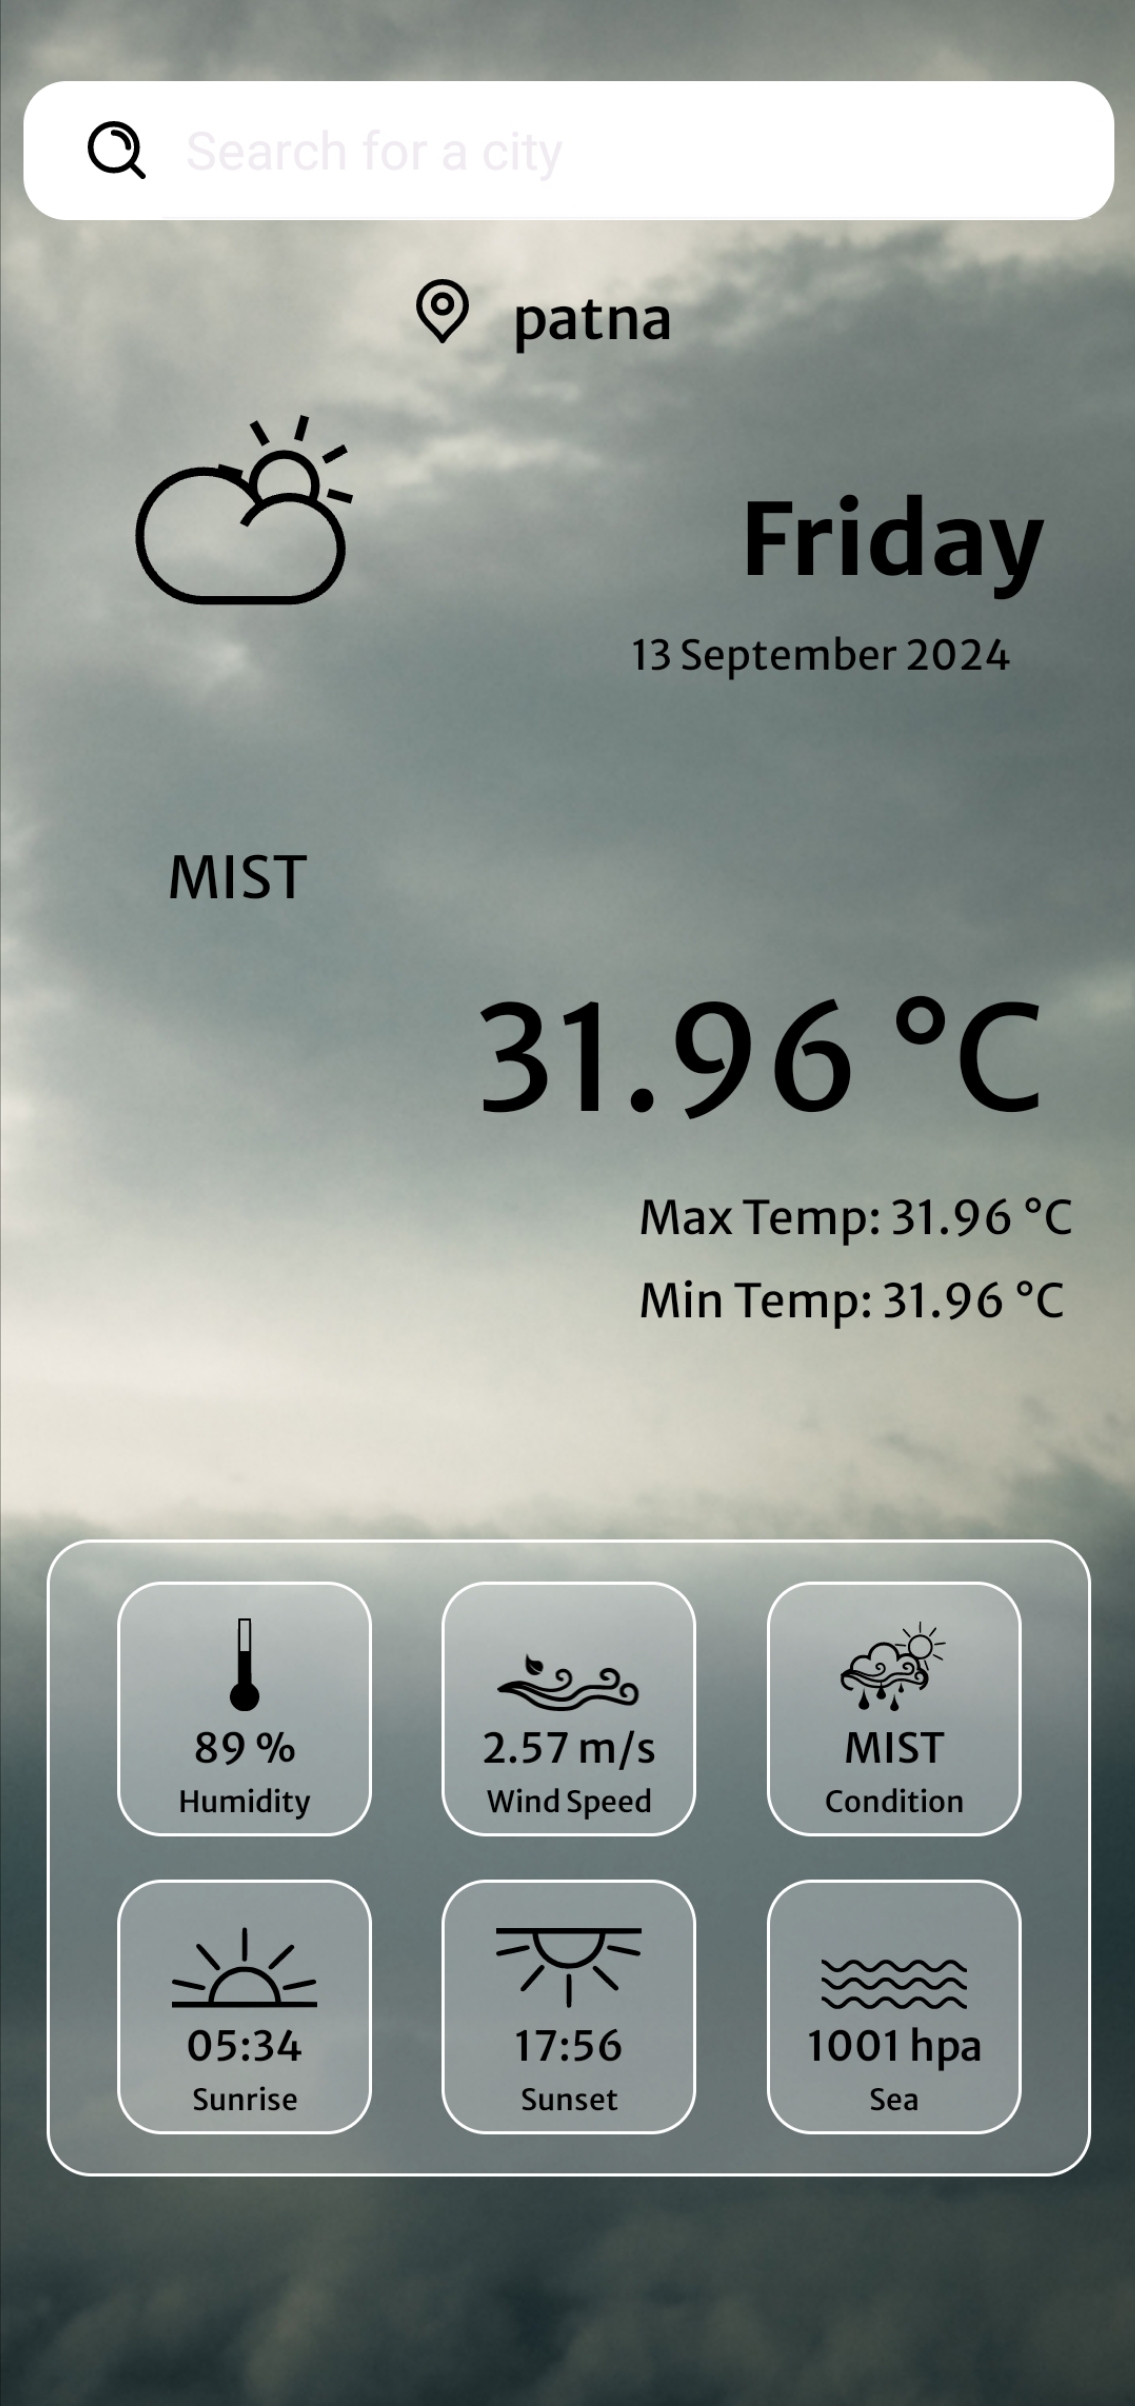 Search for a city
patna
Friday
13 September 2024
MIST
31.96 °C
Max Temp: 31.96 °C
Min Temp: 31.96 °C
89 %
Humidity
2.57 m/s
Wind Speed
MIST
Condition
05:34
Sunrise
17:56
Sunset
1001 hpa
Sea